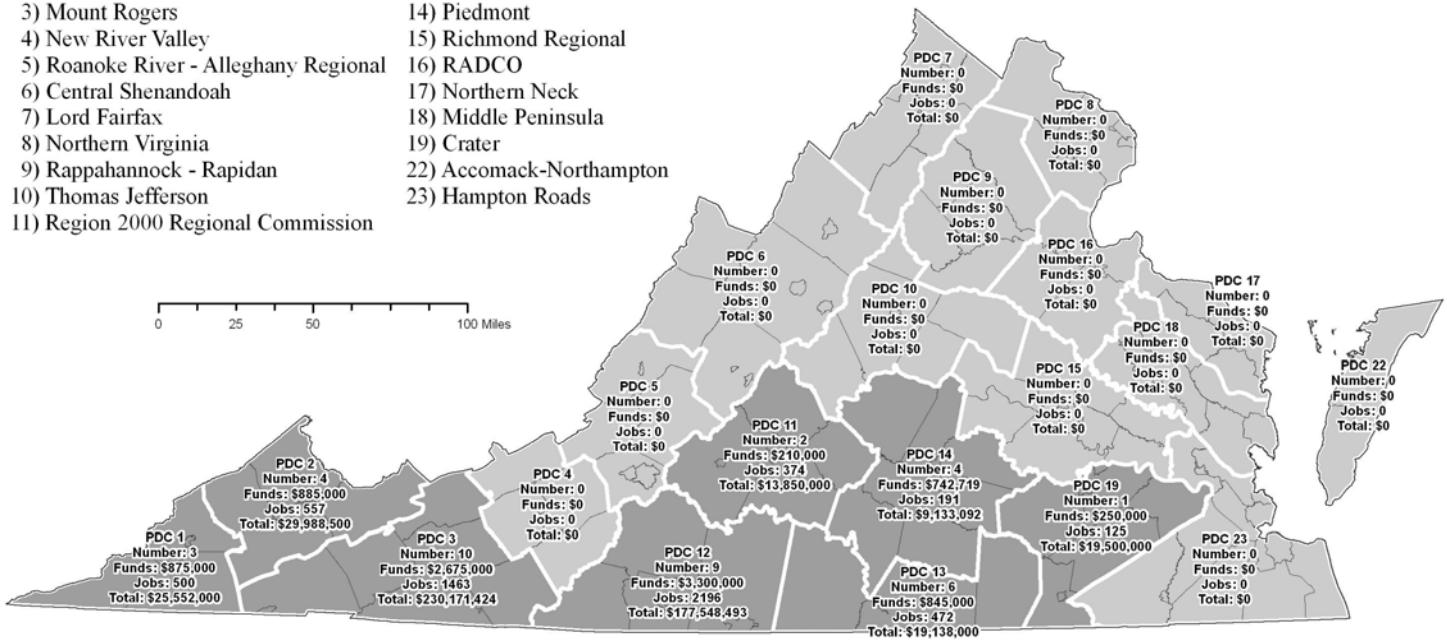 3) Mount Rogers
4) New River Valley
5) Roanoke River - Alleghany Regional
6) Central Shenandoah
7) Lord Fairfax
8) Northern Virginia
9) Rappahannock - Rapidan
10) Thomas Jefferson
11) Region 2000 Regional Commission
14) Piedmont
15) Richmond Regional
16) RADCO
17) Northern Neck
18) Middle Peninsula
19) Crater
22) Accomack-Northampton
23) Hampton Roads
0 25 50 100 Miles
PDC 7
Number: 0
Funds: $0
Jobs: 0
Total: $0
PDC 8
Number: 0
Funds: $0
Jobs: 0
Total: $0
PDC 9
Number: 0
Funds: $0
Jobs: 0
Total: $0
PDC 6
Number: 0
Funds: $0
Jobs: 0
Total: $0
PDC 16
Number: 0
Funds: $0
Jobs: 0
Total: $0
PDC 10
Number: 0
Funds: $0
Jobs: 0
Total: $0
PDC 17
Number: 0
Funds: $0
Jobs: 0
Total: $0
PDC 18
Number: 0
Funds: $0
Jobs: 0
Total: $0
PDC 22
Number: 0
Funds: $0
Jobs: 0
Total: $0
PDC 5
Number: 0
Funds: $0
Jobs: 0
Total: $0
PDC 15
Number: 0
Funds: $0
Jobs: 0
Total: $0
PDC 11
Number: 2
Funds: $210,000
Jobs: 374
Total: $13,850,000
PDC 14
Number: 4
Funds: $742,719
Jobs: 191
Total: $9,133,092
PDC 2
Number: 4
Funds: $885,000
Jobs: 557
Total: $29,988,500
PDC 4
Number: 0
Funds: $0
Jobs: 0
Total: $0
PDC 19
Number: 1
Funds: $250,000
Jobs: 125
Total: $19,500,000
PDC 1
Number: 3
Funds: $875,000
Jobs: 500
Total: $25,552,000
PDC 3
Number: 10
Funds: $2,675,000
Jobs: 1463
Total: $230,171,424
PDC 12
Number: 9
Funds: $3,300,000
Jobs: 2196
Total: $177,548,493
PDC 13
Number: 6
Funds: $845,000
Jobs: 472
Total: $19,138,000
PDC 23
Number: 0
Funds: $0
Jobs: 0
Total: $0